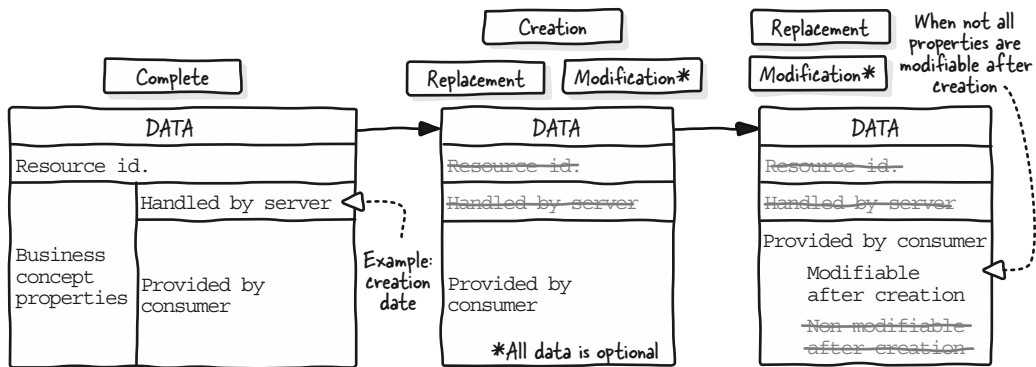 Complete
DATA
Resource id.
Business
concept
properties
Handled by server
Provided by
consumer
Example:
creation
date
Creation
Replacement
Modification*
DATA
Resource id.
Handled by server
Provided by
consumer
*All data is optional
Replacement
Modification*
When not all
properties are
modifiable after
creation
DATA
Resource id.
Handled by server
Provided by consumer
Modifiable
after creation
Non modifiable
after creation